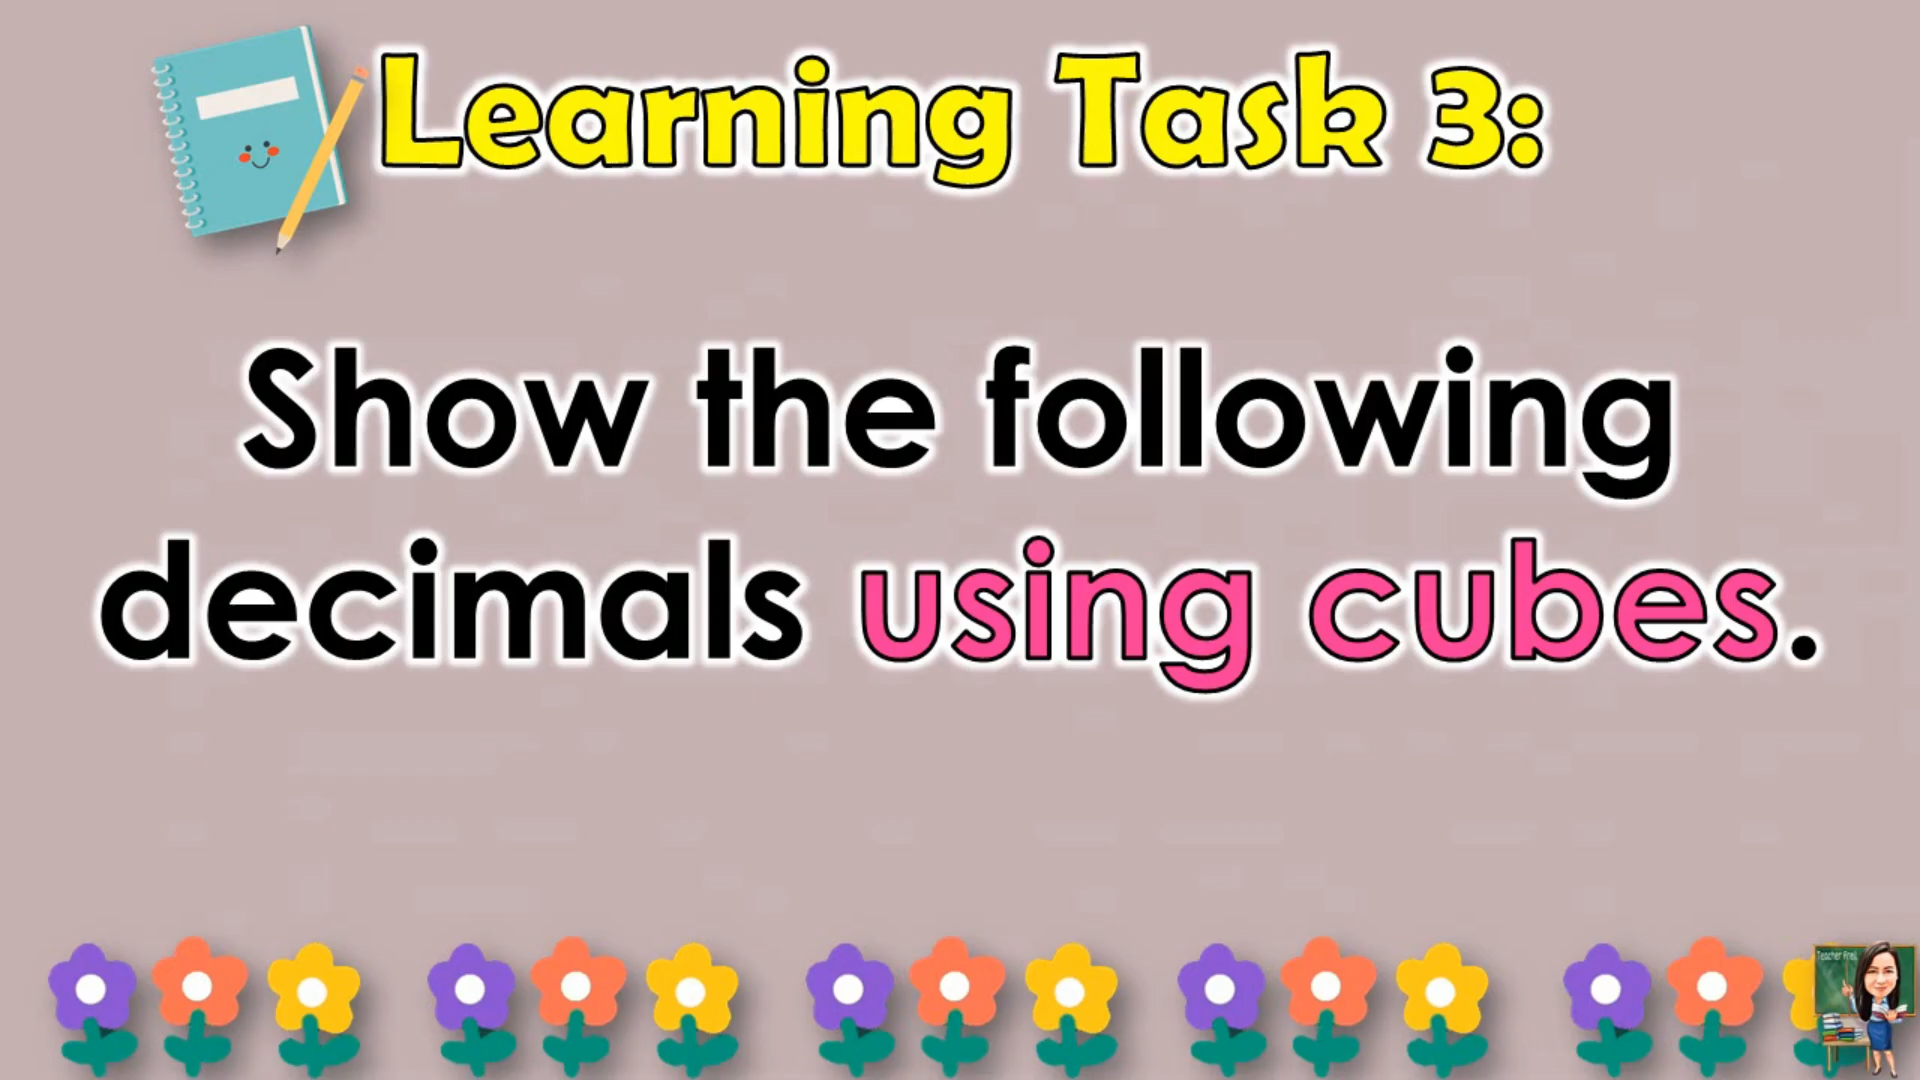 Learning Task 3:
Show the following
decimals using cubes.